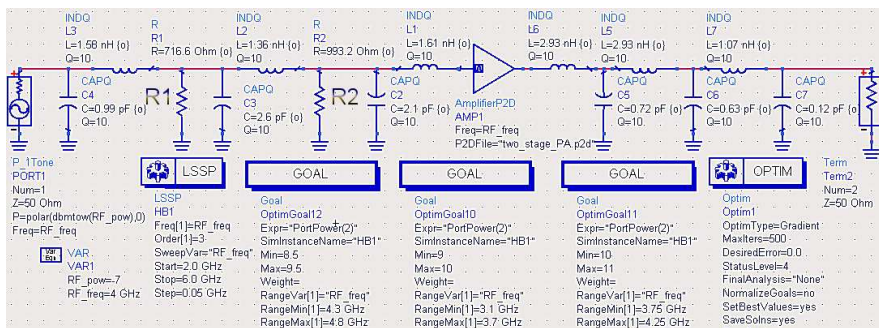 INDQ
L3
L=1.58 nH {o}
Q=10.
R
R1
R=716.6 Ohm {o}
INDQ
L2
L=1.36 nH {o}
Q=10.
R
R2
R=993.2 Ohm {o}
INDQ
L1
L=1.61 nH {o}
Q=10
INDQ
L6
L=2.93 nH {o}
Q=10.
INDQ
L5
L=2.93 nH {o}
Q=10.
INDQ
L7
L=1.07 nH {o}
Q=10.
CAPQ
C4
C=0.99 pF {o}
Q=10.
R1
CAPQ
C3
C=2.6 pF {o}
Q=10.
R2
CAPQ
C2
C=2.1 pF {o}
Q=10.
AmplifierP2D
AMP1
Freq=RF_freq
P2DFile="two_stage_PA.p2d"
CAPQ
C5
C=0.72 pF {o}
Q=10.
CAPQ
C6
C=0.63 pF {o}
Q=10.
CAPQ
C7
C=0.12 pF {o}
Q=10.
P_1Tone
PORT1
Num=1
Z=50 Ohm
P=polar(dbmtow(RF_pow),0)
Freq=RF_freq
Var
Eqn
VAR
VAR1
RF_pow=-7
RF_freq=4 GHz
LSSP
LSSP
HB1
Freq[1]=RF_freq
Order[1]=3
SweepVar="RF_freq"
Start=2.0 GHz
Stop=6.0 GHz
Step=0.05 GHz
GOAL
Goal
OptimGoal12
Expr="PortPower(2)"
SimInstanceName="HB1"
Min=8.5
Max=9.5
Weight=
RangeVar[1]="RF_freq"
RangeMin[1]=4.3 GHz
RangeMax[1]=4.8 GHz
GOAL
Goal
OptimGoal10
Expr="PortPower(2)"
SimInstanceName="HB1"
Min=9
Max=10
Weight=
RangeVar[1]="RF_freq"
RangeMin[1]=3.1 GHz
RangeMax[1]=3.7 GHz
GOAL
Goal
OptimGoal11
Expr="PortPower(2)"
SimInstanceName="HB1"
Min=10
Max=11
Weight=
RangeVar[1]="RF_freq"
RangeMin[1]=3.75 GHz
RangeMax[1]=4.25 GHz
OPTIM
Optim
Optim1
OptimType=Gradient
MaxIters=500
DesiredError=0.0
StatusLevel=4
FinalAnalysis="None"
NormalizeGoals=no
SetBestValues=yes
SaveSolns=yes
Term
Term2
Num=2
Z=50 Ohm